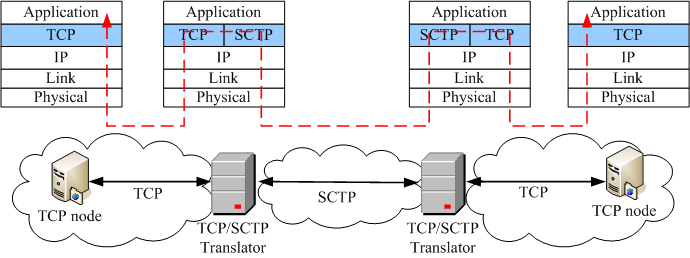 Application Application Application Application
TCP TCP SCTP SCTP TCP TCP
IP IP IP IP
Link Link Link Link
Physical Physical Physical Physical
TCP SCTP TCP
TCP node TCP/SCTP TCP/SCTP TCP node
Translator Translator